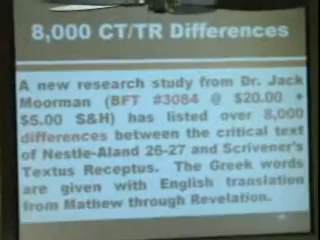 8,000 CT/TR Differences
A new research study from Dr. Jack
Moorman (BFT #3084 @ $20.00 +
$5.00 S&H) has listed over 8,000
differences between the critical text
of Nestle-Aland 26-27 and Scrivener's
Textus Receptus. The Greek words
are given with English translation
from Mathew through Revelation.